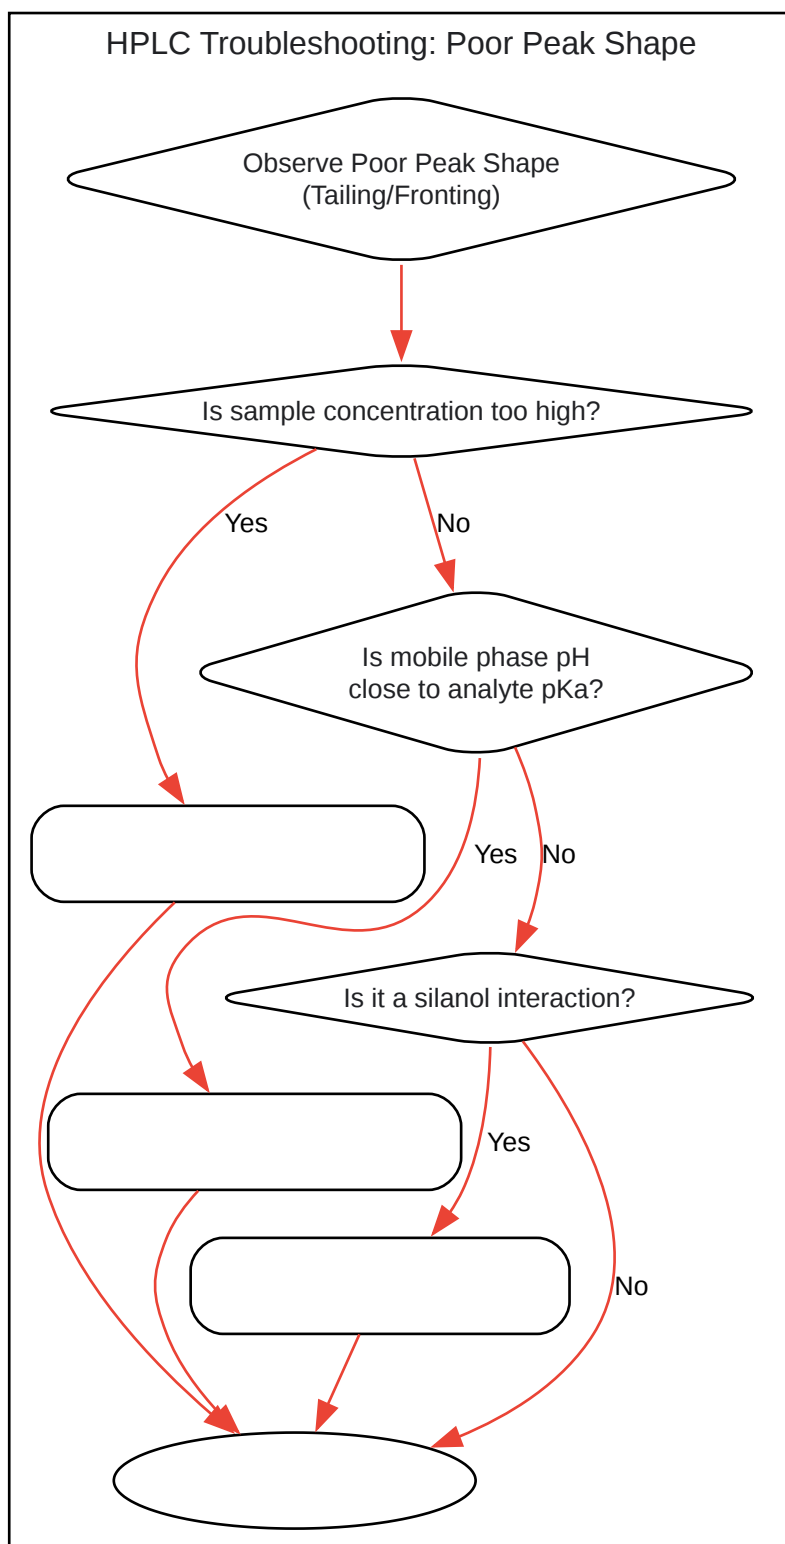 HPLC Troubleshooting: Poor Peak Shape
Observe Poor Peak Shape
(Tailing/Fronting)
Is sample concentration too high?
Yes
No
Is mobile phase pH
close to analyte pKa?
Yes
No
Is it a silanol interaction?
Yes
No